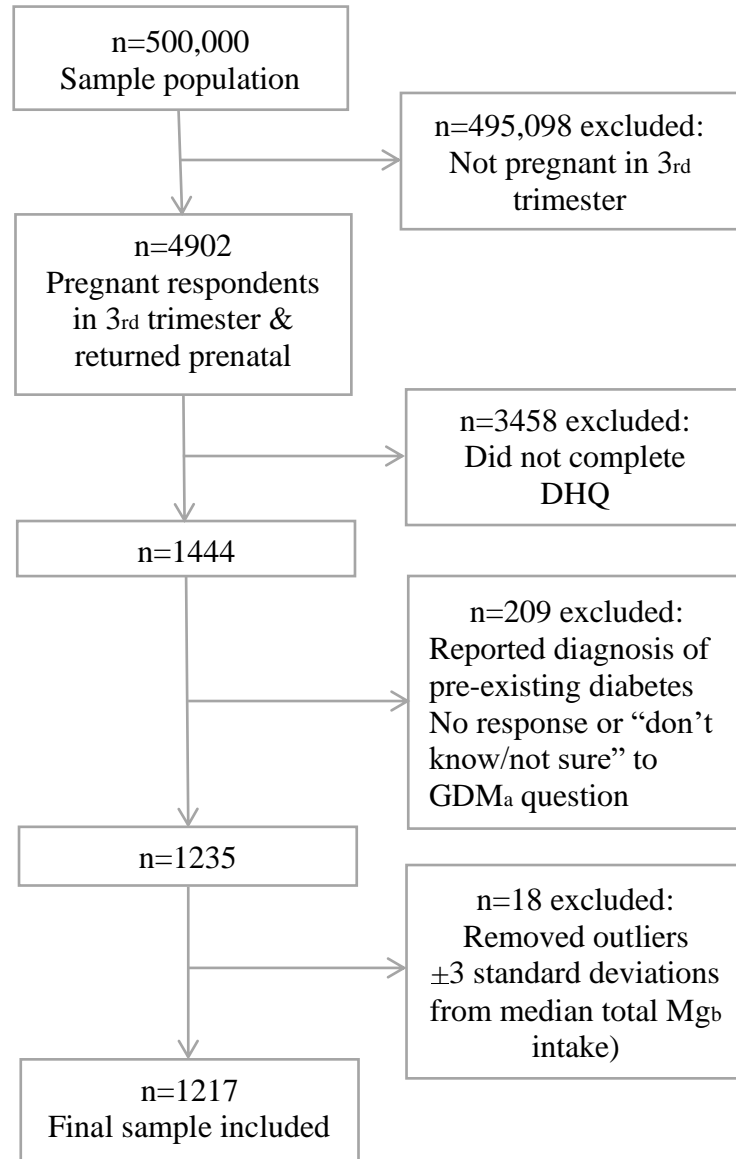 n=500,000
Sample population
n=495,098 excluded:
Not pregnant in 3rd
trimester
n=4902
Pregnant respondents
in 3rd trimester &
returned prenatal
n=3458 excluded:
Did not complete
DHQ
n=1444
n=209 excluded:
Reported diagnosis of
pre-existing diabetes
No response or “don’t
know/not sure” to
GDMa question
n=1235
n=18 excluded:
Removed outliers
±3 standard deviations
from median total Mgb
intake)
n=1217
Final sample included